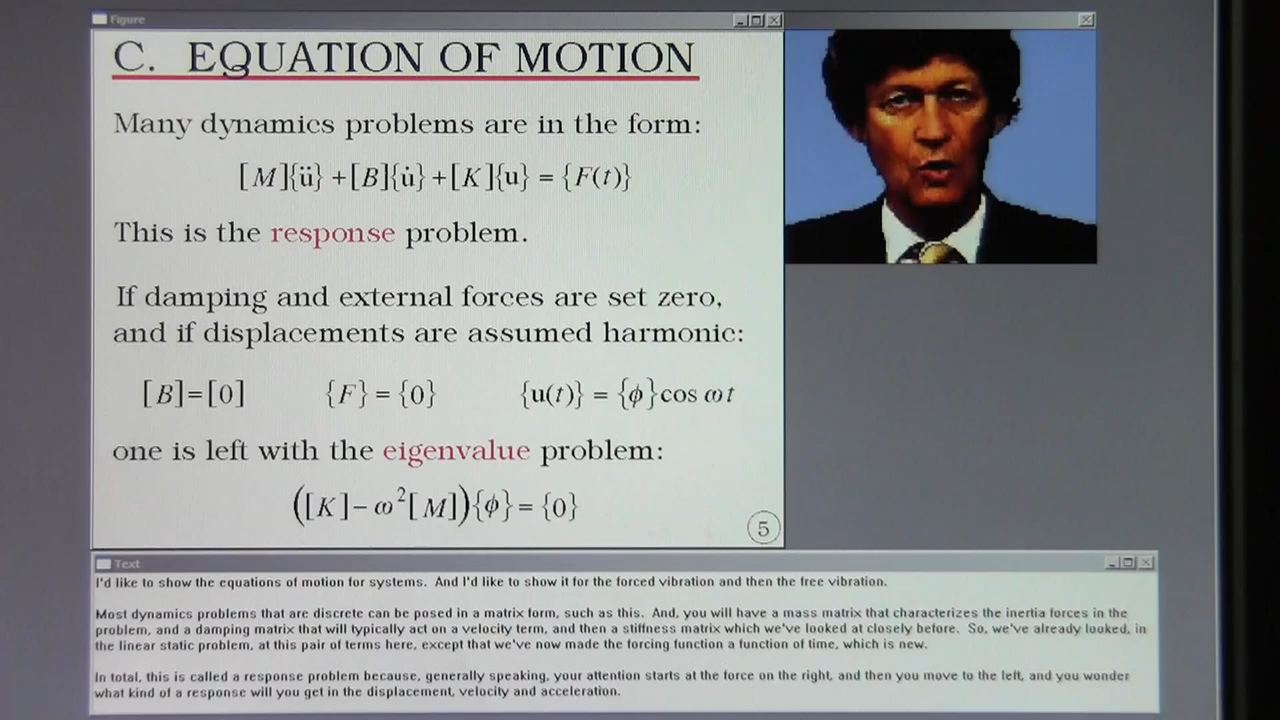 Figure
C. EQUATION OF MOTION
Many dynamics problems are in the form:
[M]{ü} +[B]{u̇} +[K]{u} = {F(t)}
This is the response problem.
If damping and external forces are set zero,
and if displacements are assumed harmonic:
[B]=[0] {F} = {0} {u(t)} = {ϕ}cos ωt
one is left with the eigenvalue problem:
([K]− ω²[M]){ϕ} = {0}
5
Text
I'd like to show the equations of motion for systems. And I'd like to show it for the forced vibration and then the free vibration.
Most dynamics problems that are discrete can be posed in a matrix form, such as this. And, you will have a mass matrix that characterizes the inertia forces in the
problem, and a damping matrix that will typically act on a velocity term, and then a stiffness matrix which we've looked at closely before. So, we've already looked, in
the linear static problem, at this pair of terms here, except that we've now made the forcing function a function of time, which is new.
In total, this is called a response problem because, generally speaking, your attention starts at the force on the right, and then you move to the left, and you wonder
what kind of a response will you get in the displacement, velocity and acceleration.